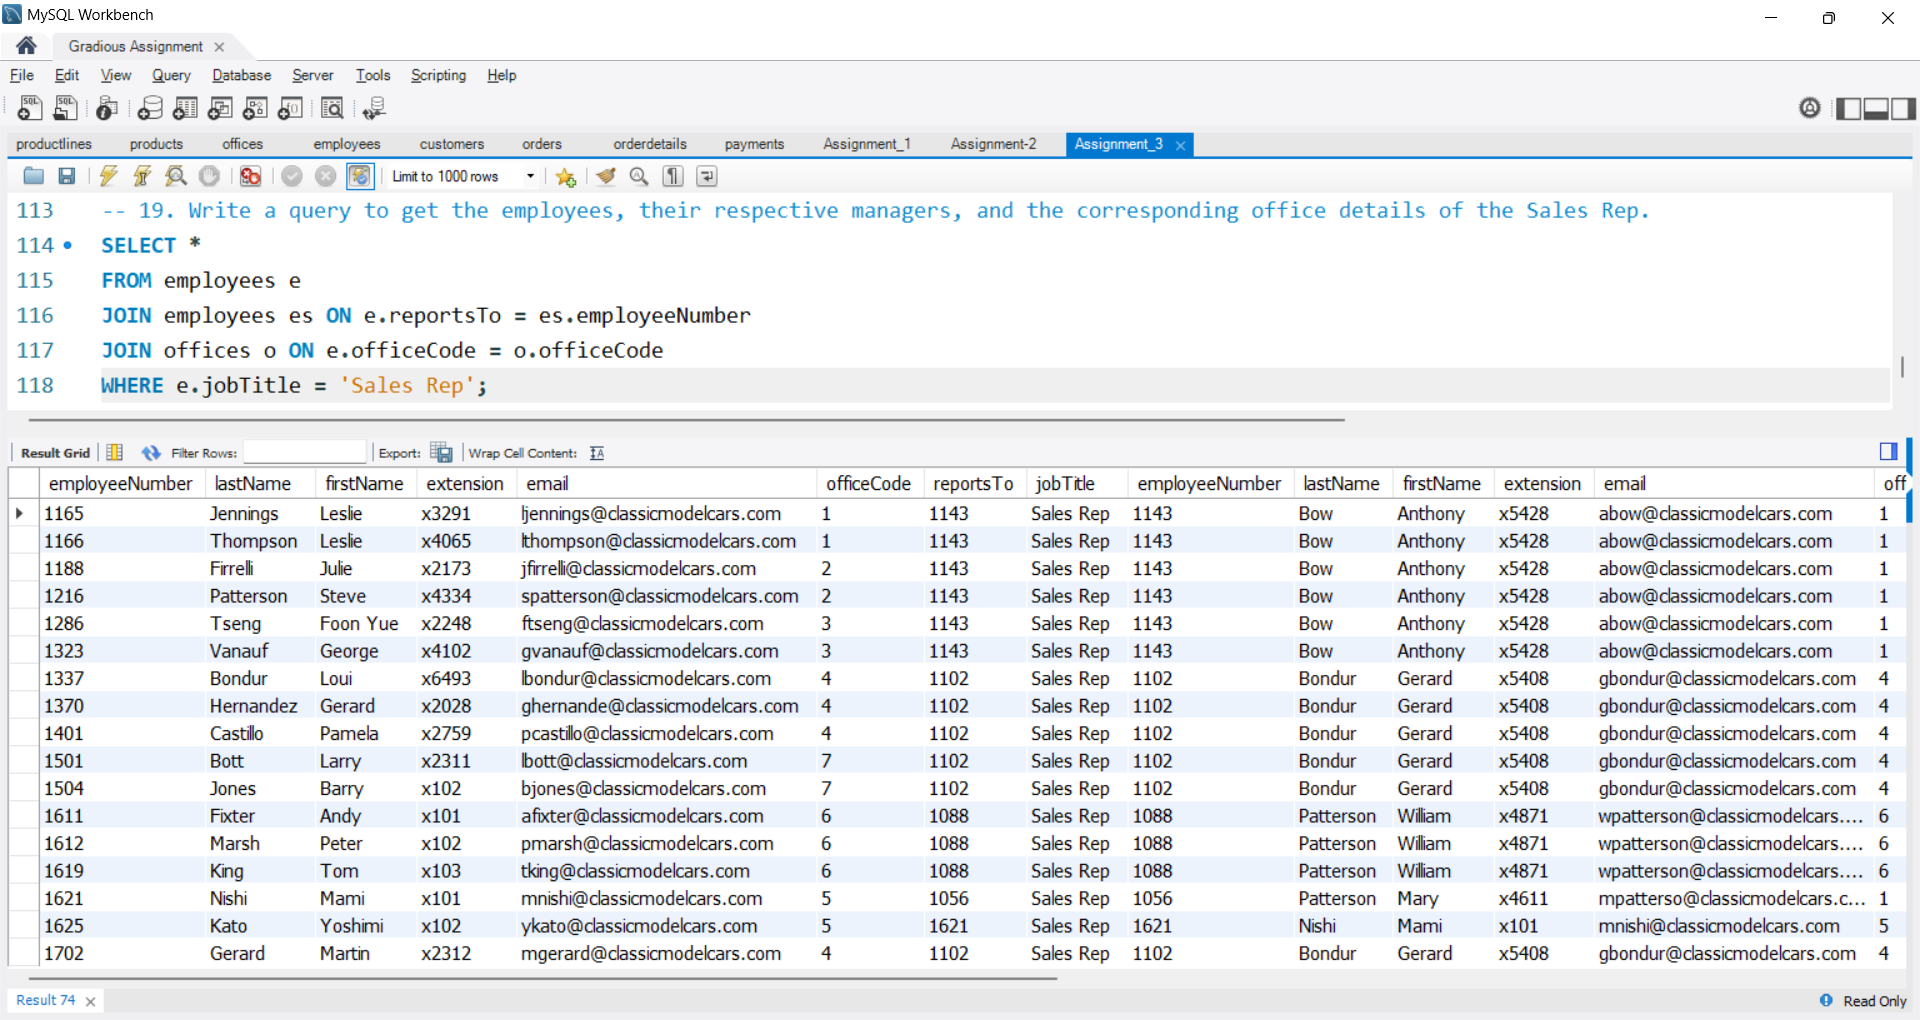 MySQL Workbench
Gradious Assignment
File Edit View Query Database Server Tools Scripting Help
productlines products offices employees customers orders orderdetails payments Assignment_1 Assignment-2 Assignment_3
Limit to 1000 rows
113 -- 19. Write a query to get the employees, their respective managers, and the corresponding office details of the Sales Rep.
114 SELECT *
115 FROM employees e
116 JOIN employees es ON e.reportsTo = es.employeeNumber
117 JOIN offices o ON e.officeCode = o.officeCode
118 WHERE e.jobTitle = 'Sales Rep';
Result Grid Filter Rows: Export: Wrap Cell Content:
employeeNumber lastName firstName extension email officeCode reportsTo jobTitle employeeNumber lastName firstName extension email off
1165 Jennings Leslie x3291 ljennings@classicmodelcars.com 1 1143 Sales Rep 1143 Bow Anthony x5428 abow@classicmodelcars.com 1
1166 Thompson Leslie x4065 lthompson@classicmodelcars.com 1 1143 Sales Rep 1143 Bow Anthony x5428 abow@classicmodelcars.com 1
1188 Firrelli Julie x2173 jfirrelli@classicmodelcars.com 2 1143 Sales Rep 1143 Bow Anthony x5428 abow@classicmodelcars.com 1
1216 Patterson Steve x4334 spatterson@classicmodelcars.com 2 1143 Sales Rep 1143 Bow Anthony x5428 abow@classicmodelcars.com 1
1286 Tseng Foon Yue x2248 ftseng@classicmodelcars.com 3 1143 Sales Rep 1143 Bow Anthony x5428 abow@classicmodelcars.com 1
1323 Vanauf George x4102 gvanauf@classicmodelcars.com 3 1143 Sales Rep 1143 Bow Anthony x5428 abow@classicmodelcars.com 1
1337 Bondur Loui x6493 lbondur@classicmodelcars.com 4 1102 Sales Rep 1102 Bondur Gerard x5408 gbondur@classicmodelcars.com 4
1370 Hernandez Gerard x2028 ghernande@classicmodelcars.com 4 1102 Sales Rep 1102 Bondur Gerard x5408 gbondur@classicmodelcars.com 4
1401 Castillo Pamela x2759 pcastillo@classicmodelcars.com 4 1102 Sales Rep 1102 Bondur Gerard x5408 gbondur@classicmodelcars.com 4
1501 Bott Larry x2311 lbott@classicmodelcars.com 7 1102 Sales Rep 1102 Bondur Gerard x5408 gbondur@classicmodelcars.com 4
1504 Jones Barry x102 bjones@classicmodelcars.com 7 1102 Sales Rep 1102 Bondur Gerard x5408 gbondur@classicmodelcars.com 4
1611 Fixter Andy x101 afixter@classicmodelcars.com 6 1088 Sales Rep 1088 Patterson William x4871 wpatterson@classicmodelcars.... 6
1612 Marsh Peter x102 pmarsh@classicmodelcars.com 6 1088 Sales Rep 1088 Patterson William x4871 wpatterson@classicmodelcars.... 6
1619 King Tom x103 tking@classicmodelcars.com 6 1088 Sales Rep 1088 Patterson William x4871 wpatterson@classicmodelcars.... 6
1621 Nishi Mami x101 mnishi@classicmodelcars.com 5 1056 Sales Rep 1056 Patterson Mary x4611 mpatterso@classicmodelcars.c... 1
1625 Kato Yoshimi x102 ykato@classicmodelcars.com 5 1621 Sales Rep 1621 Nishi Mami x101 mnishi@classicmodelcars.com 5
1702 Gerard Martin x2312 mgerard@classicmodelcars.com 4 1102 Sales Rep 1102 Bondur Gerard x5408 gbondur@classicmodelcars.com 4
Result 74 Read Only